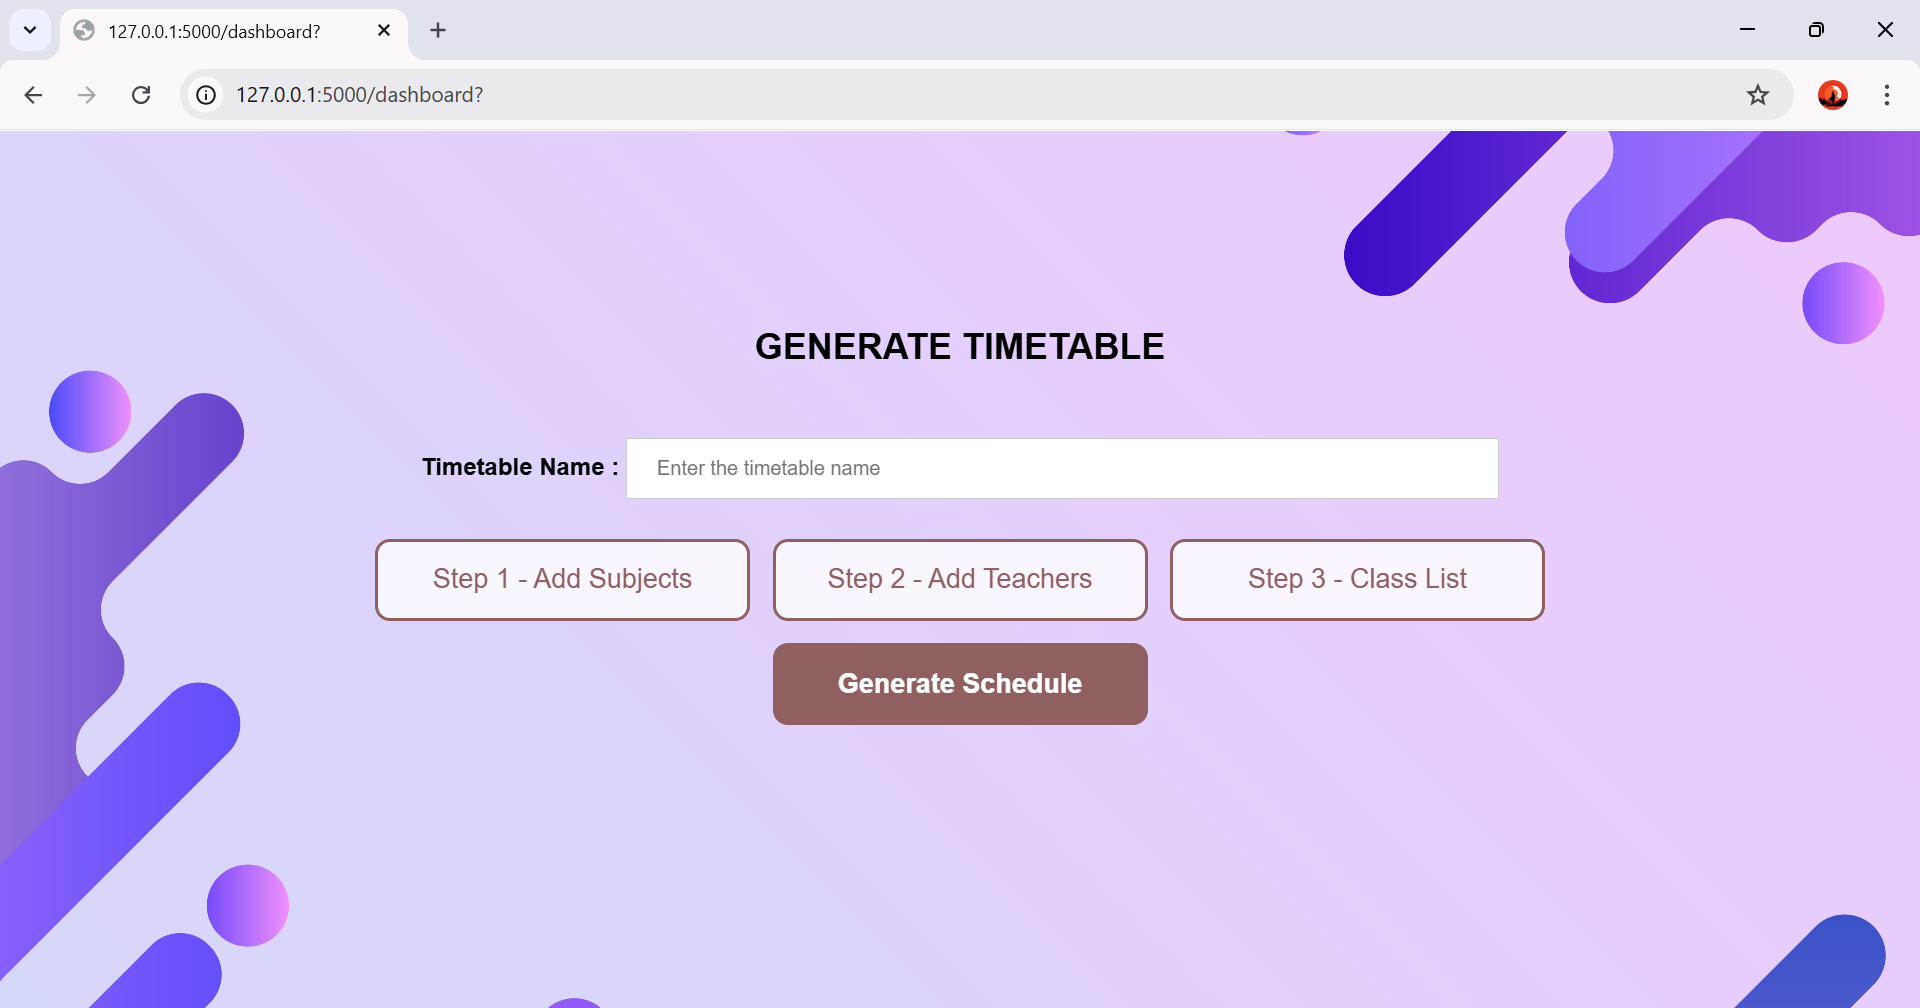 127.0.0.1:5000/dashboard?
127.0.0.1:5000/dashboard?
GENERATE TIMETABLE
Timetable Name : Enter the timetable name
Step 1 - Add Subjects Step 2 - Add Teachers Step 3 - Class List
Generate Schedule